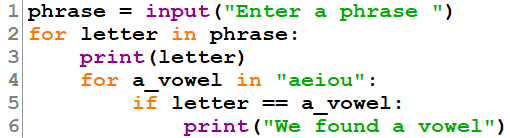 1 phrase = input("Enter a phrase ")
2 for letter in phrase:
3     print(letter)
4     for a_vowel in "aeiou":
5         if letter == a_vowel:
6             print("We found a vowel")